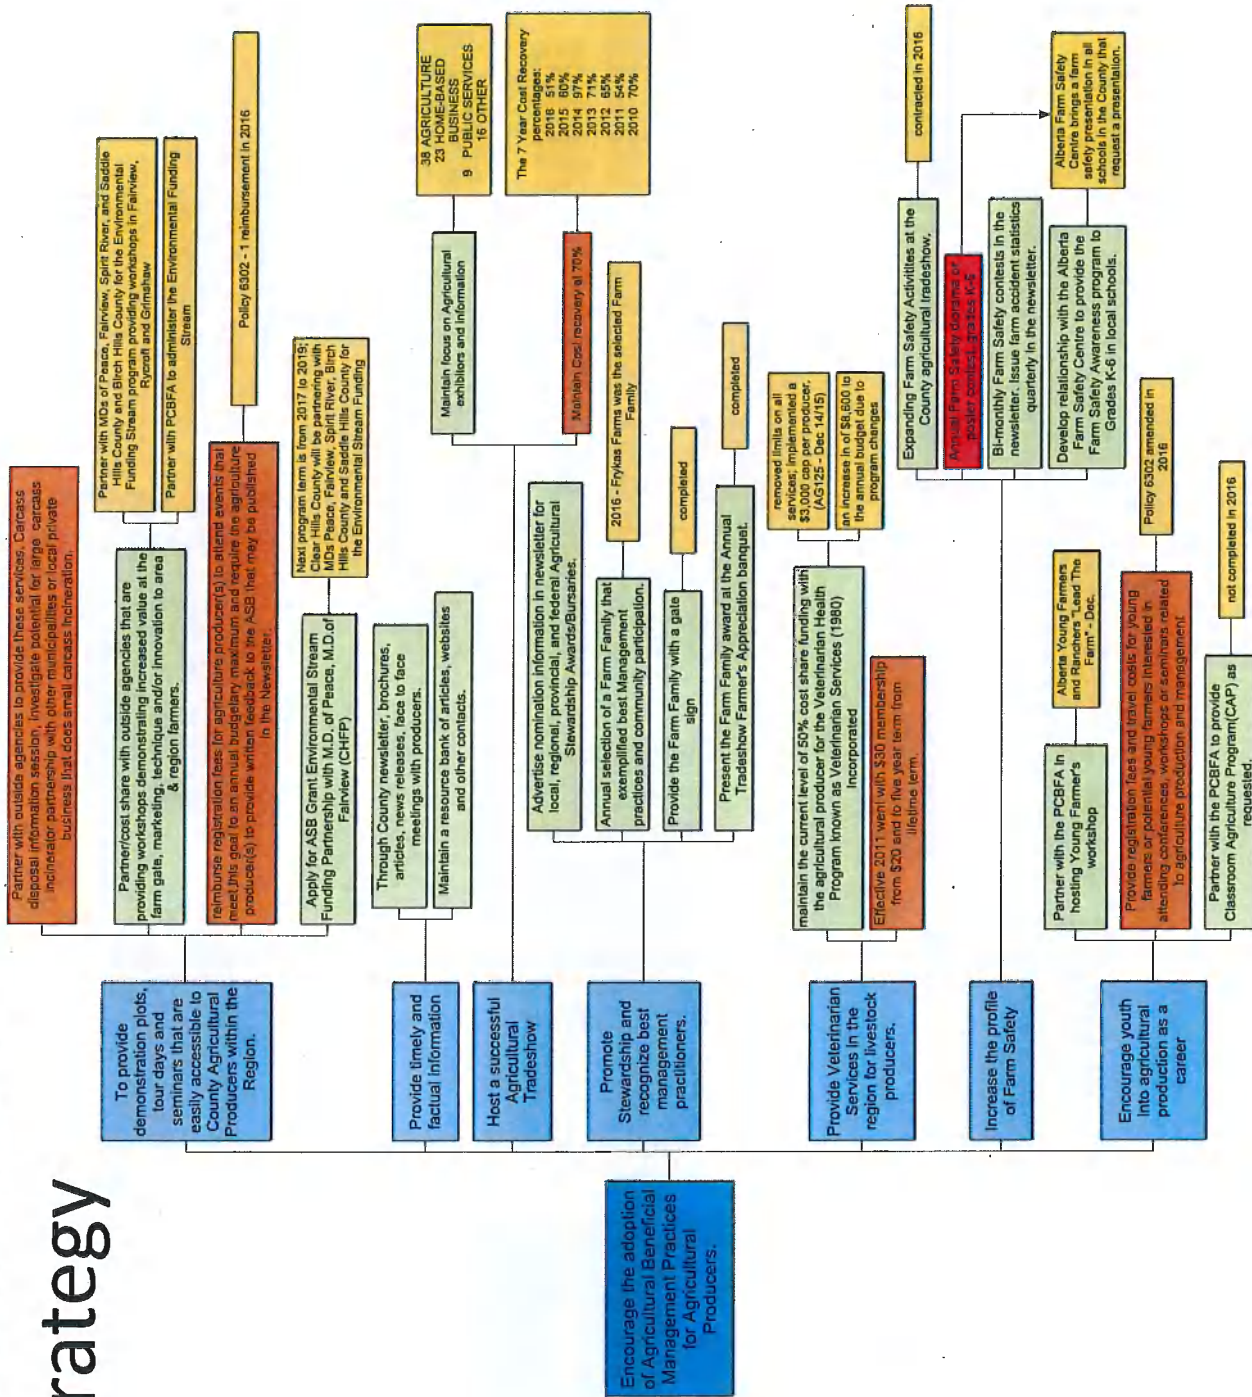 rategy
Encourage the adoption
of Agricultural Beneficial
Management Practices
for Agricultural
Producers.
To provide
demonstration plots,
tour days and
seminars that are
easily accessible to
County Agricultural
Producers within the
Region.
Partner with outside agencies to provide these services. Carcass
disposal information session, investigate potential for large carcass
incinerator partnership with other municipalities or local private
business that does small carcass incineration.
Partner/cost share with outside agencies that are
providing workshops demonstrating increased value at the
farm gate, marketing, technique and/or innovation to area
& region farmers.
Partner with MDs of Peace, Fairview, Spirit River, and Saddle
Hills County and Birch Hills County for the Environmental
Funding Stream program providing workshops in Fairview,
Rycroft and Grimshaw
Partner with PCBFA to administer the Environmental Funding
Stream
reimburse registration fees for agriculture producer(s) to attend events that
meet this goal to an annual budgetary maximum and require the agriculture
producer(s) to provide written feedback to the ASB that may be published
in the Newsletter.
Policy 6302 - 1 reimbursement in 2016
Apply for ASB Grant Environmental Stream
Funding Partnership with M.D. of Peace, M.D.of
Fairview (CHFP)
Next program term is from 2017 to 2019;
Clear Hills County will be partnering with
MDs Peace, Fairview, Spirit River, Birch
Hills County and Saddle Hills County for
the Environmental Stream Funding
Provide timely and
factual information
Through County newsletter, brochures,
articles, news releases, face to face
meetings with producers.
Maintain a resource bank of articles, websites
and other contacts.
Host a successful
Agricultural
Tradeshow
Maintain focus on Agricultural
exhibitors and information
38 AGRICULTURE
23 HOME-BASED
BUSINESS
9 PUBLIC SERVICES
16 OTHER
Maintain Cost recovery at 70%
The 7 Year Cost Recovery
percentages:
2016 51%
2015 60%
2014 97%
2013 71%
2012 65%
2011 54%
2010 70%
Promote
Stewardship and
recognize best
management
practitioners.
Advertise nomination information in newsletter for
local, regional, provincial, and federal Agricultural
Stewardship Awards/Bursaries.
Annual selection of a Farm Family that
exemplified best Management
practices and community participation.
2016 - Frykas Farms was the selected Farm
Family
Provide the Farm Family with a gate
sign
completed
Present the Farm Family award at the Annual
Tradeshow Farmer's Appreciation banquet.
completed
Provide Veterinarian
Services in the
region for livestock
producers.
maintain the current level of 50% cost share funding with
the agricultural producer for the Veterinarian Health
Program known as Veterinarian Services (1980)
Incorporated
removed limits on all
services; implemented a
$3,000 cap per producer,
(AG125 - Dec 14/15)
an increase of $8,600 to
the annual budget due to
program changes
Effective 2011 went with $30 membership
from $20 and to five year term from
lifetime term.
Increase the profile
of Farm Safety
Expanding Farm Safety Activitites at the
County agricultural tradeshow.
contracted in 2016
Annual Farm Safety diorama or
poster contest, grades K-6
Bi-monthly Farm Safety contests in the
newsletter. Issue farm accident statistics
quarterly in the newsletter.
Develop relationship with the Alberta
Farm Safety Centre to provide the
Farm Safety Awareness program to
Grades K-6 in local schools.
Alberta Farm Safety
Centre brings a farm
safety presentation in all
schools in the County that
request a presentation.
Encourage youth
into agricultural
production as a
career
Partner with the PCBFA in
hosting Young Farmer's
workshop
Alberta Young Farmers
and Ranchers "Lead The
Farm" - Dec.
Provide registration fees and travel costs for young
farmers or potential young farmers interested in
attending conferences, workshops or seminars related
to agriculture production and management
Policy 6302 amended in
2016
Partner with the PCBFA to provide
Classroom Agriculture Program(CAP) as
requested.
not completed in 2016